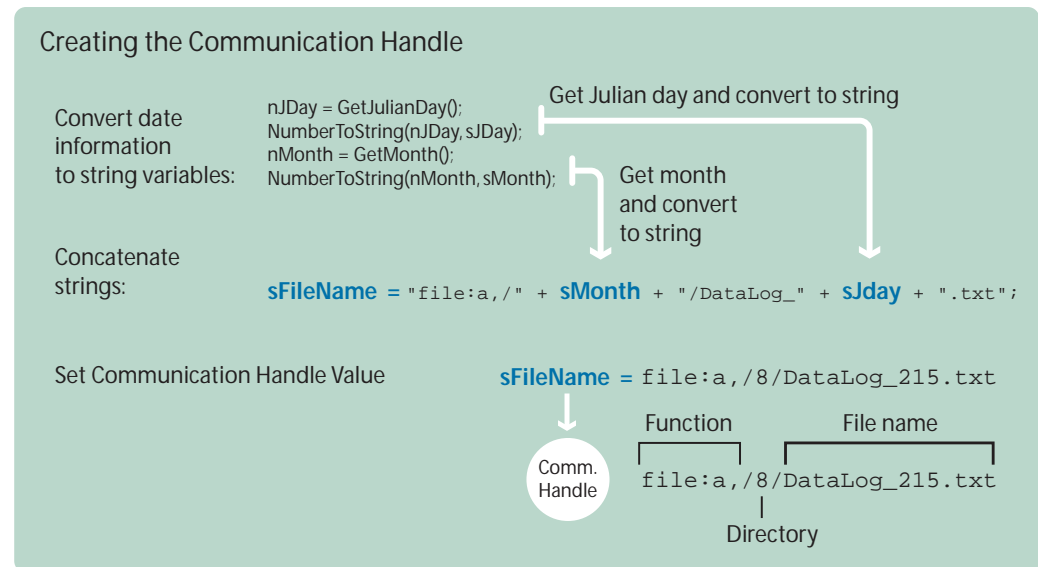 Creating the Communication Handle
Convert date
information
to string variables:
nJDay = GetJulianDay();
NumberToString(nJDay, sJDay);
nMonth = GetMonth();
NumberToString(nMonth, sMonth);
Get Julian day and convert to string
Get month
and convert
to string
Concatenate
strings:
sFileName = "file:a,/" + sMonth + "/DataLog_" + sJday + ".txt";
Set Communication Handle Value
sFileName = file:a,/8/DataLog_215.txt
Comm.
Handle
Function
File name
file:a,/8/DataLog_215.txt
Directory